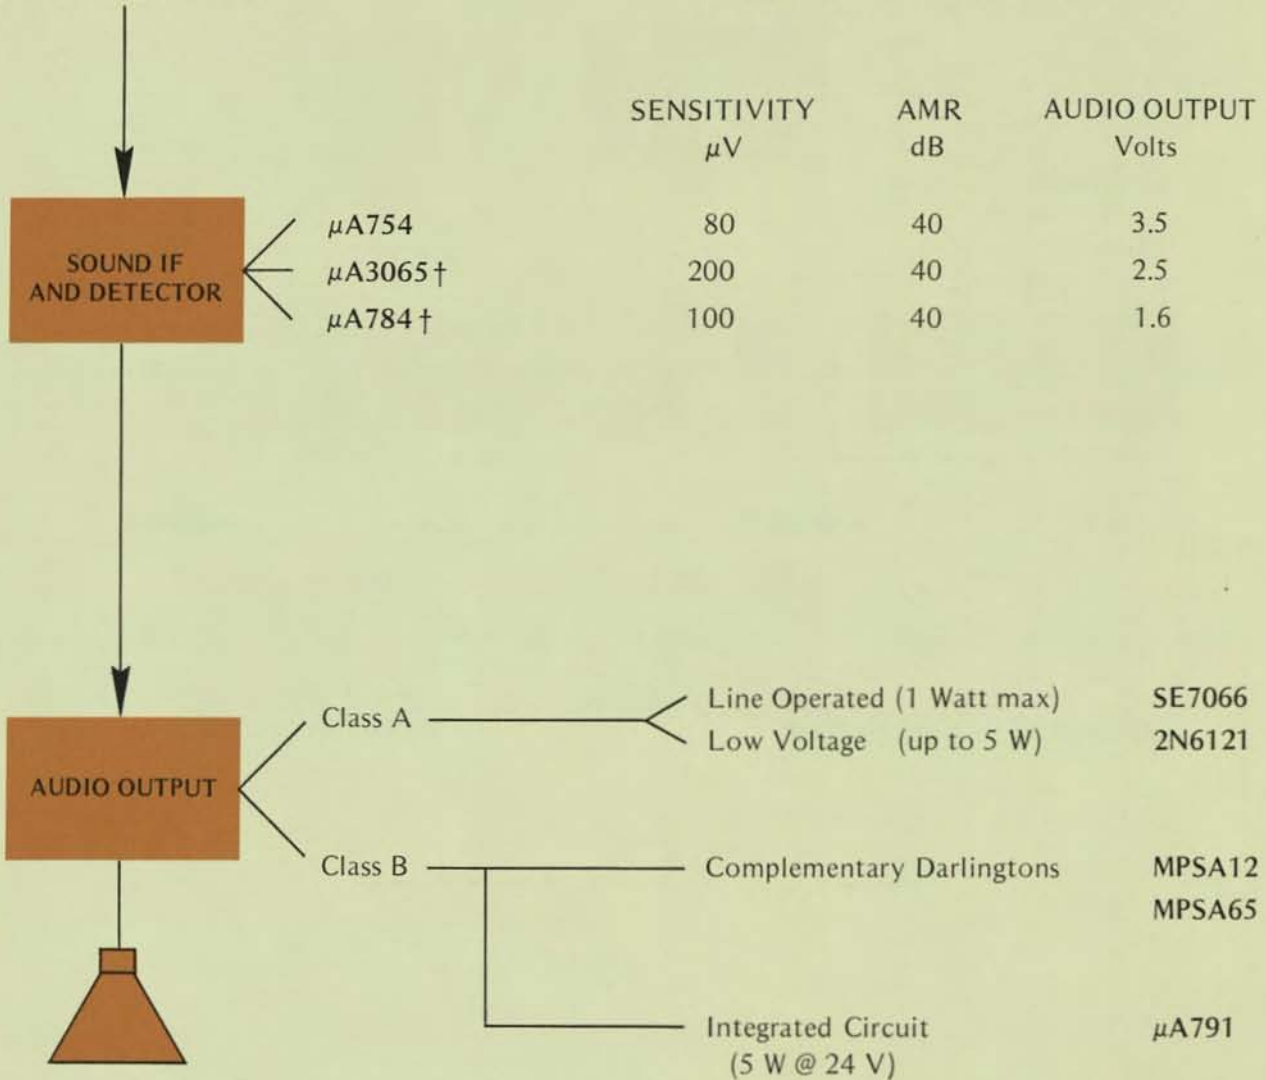 SENSITIVITY AMR AUDIO OUTPUT
μV dB Volts
SOUND IF
AND DETECTOR
μA754 80 40 3.5
μA3065† 200 40 2.5
μA784† 100 40 1.6
AUDIO OUTPUT
Class A
Line Operated (1 Watt max) SE7066
Low Voltage (up to 5 W) 2N6121
Class B
Complementary Darlingtons MPSA12
MPSA65
Integrated Circuit μA791
(5 W @ 24 V)